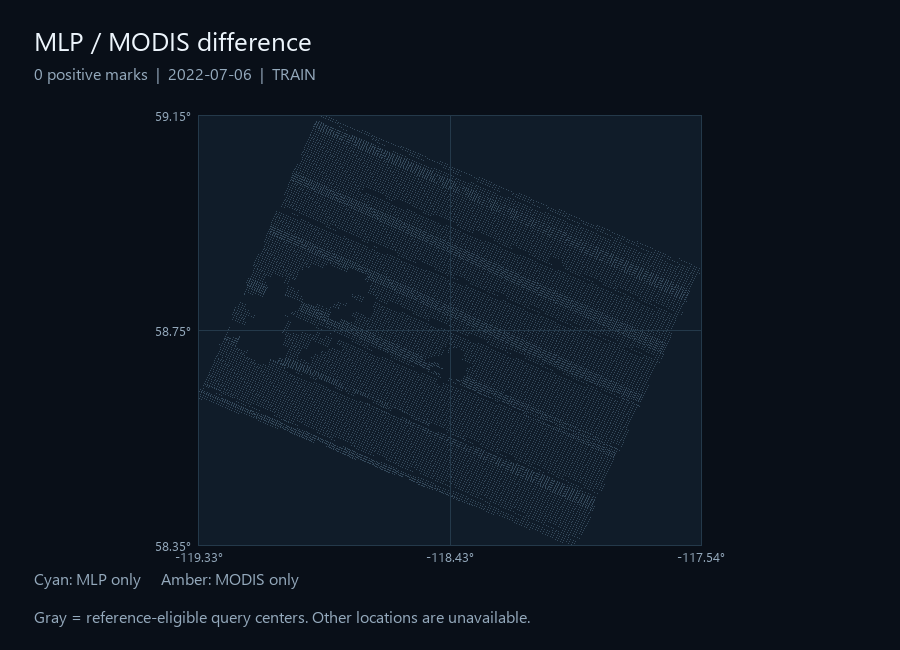 MLP / MODIS difference
0 positive marks | 2022-07-06 | TRAIN
59.15°
58.75°
58.35°
-119.33° -118.43° -117.54°
Cyan: MLP only Amber: MODIS only
Gray = reference-eligible query centers. Other locations are unavailable.